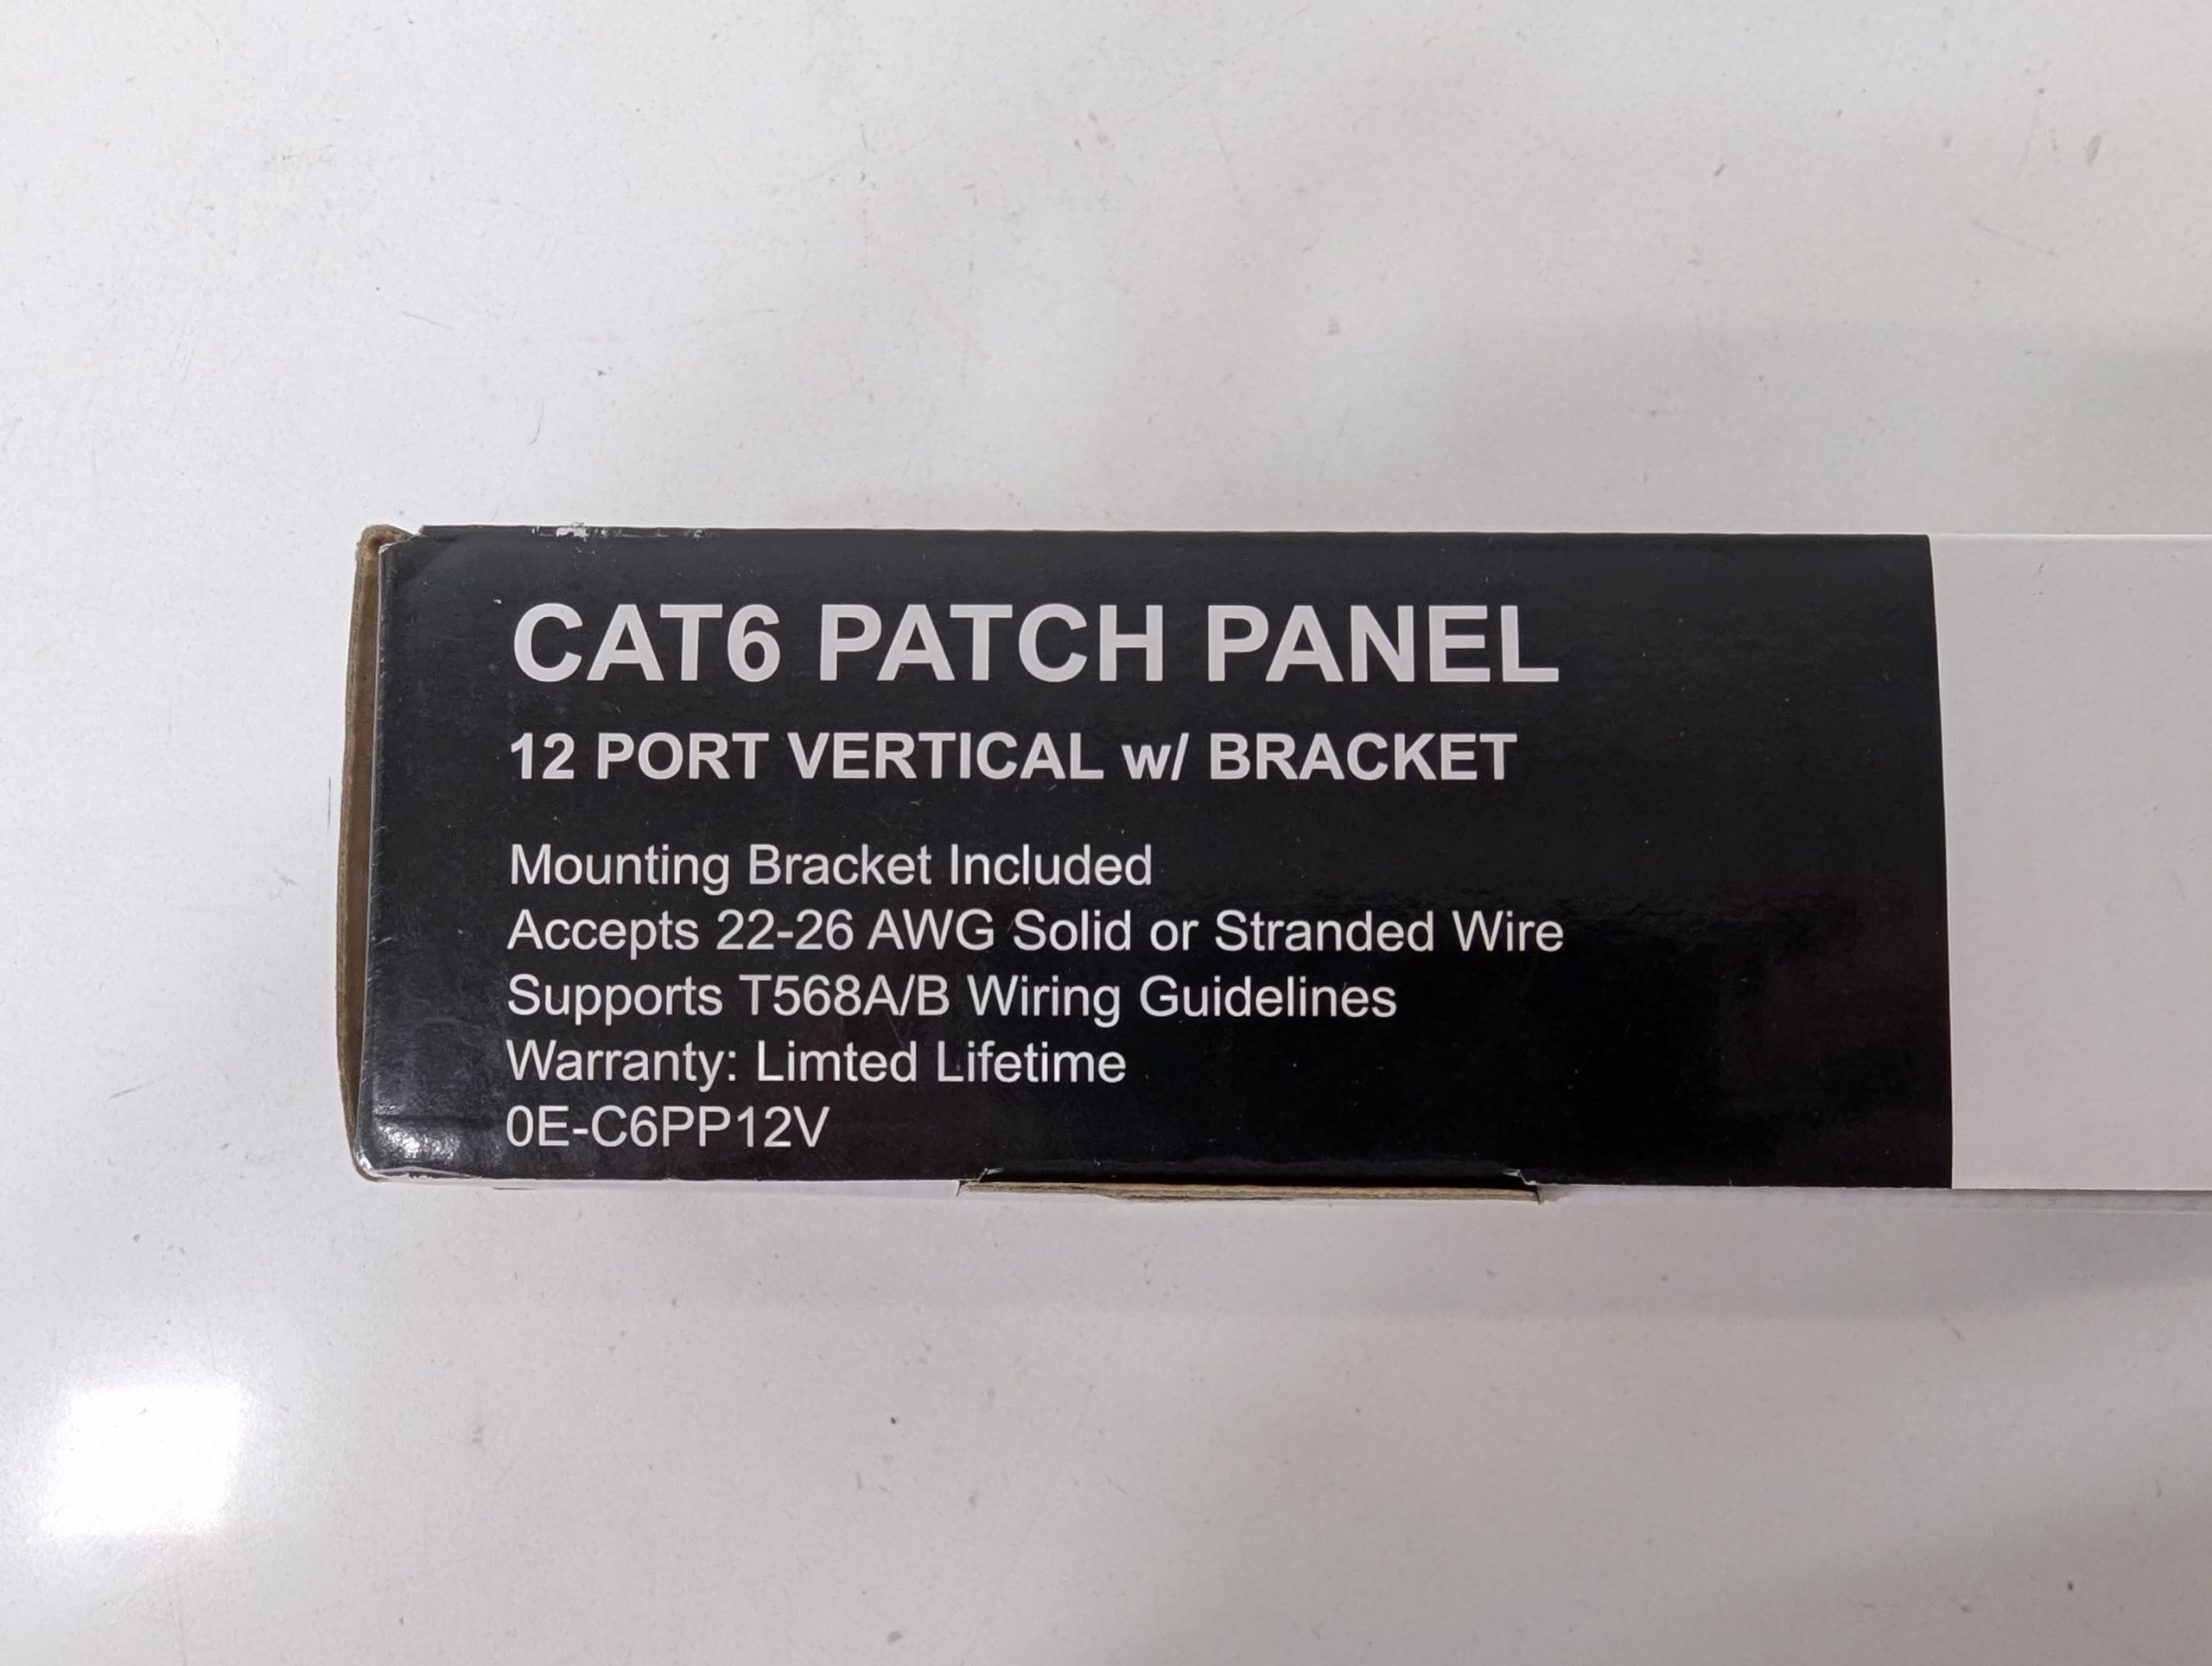 CAT6 PATCH PANEL
12 PORT VERTICAL w/ BRACKET
Mounting Bracket Included
Accepts 22-26 AWG Solid or Stranded Wire
Supports T568A/B Wiring Guidelines
Warranty: Limted Lifetime
0E-C6PP12V